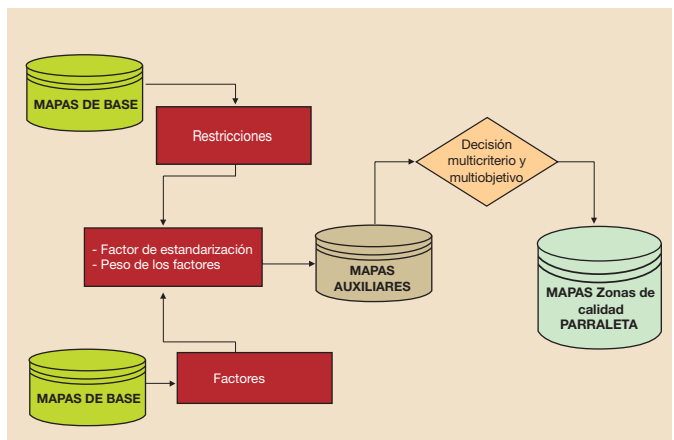 MAPAS DE BASE
Restricciones
Decisión
multicriterio y
multiobjetivo
- Factor de estandarización
- Peso de los factores
MAPAS
AUXILIARES
MAPAS Zonas de
calidad
PARRALETA
MAPAS DE BASE
Factores